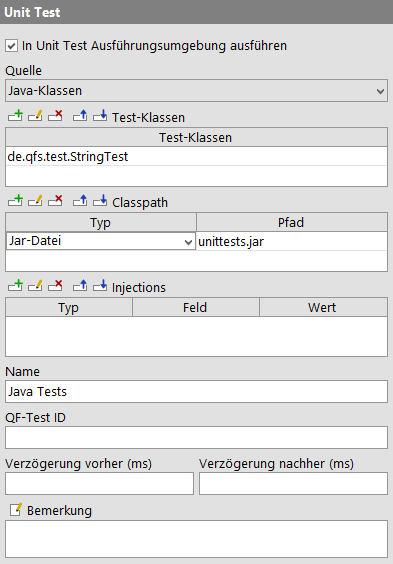 Unit Test
In Unit Test Ausführungsumgebung ausführen
Quelle
Java-Klassen
Test-Klassen
Test-Klassen
de.qfs.test.StringTest
Classpath
Typ Pfad
Jar-Datei unittests.jar
Injections
Typ Feld Wert
Name
Java Tests
QF-Test ID
Verzögerung vorher (ms) Verzögerung nachher (ms)
Bemerkung